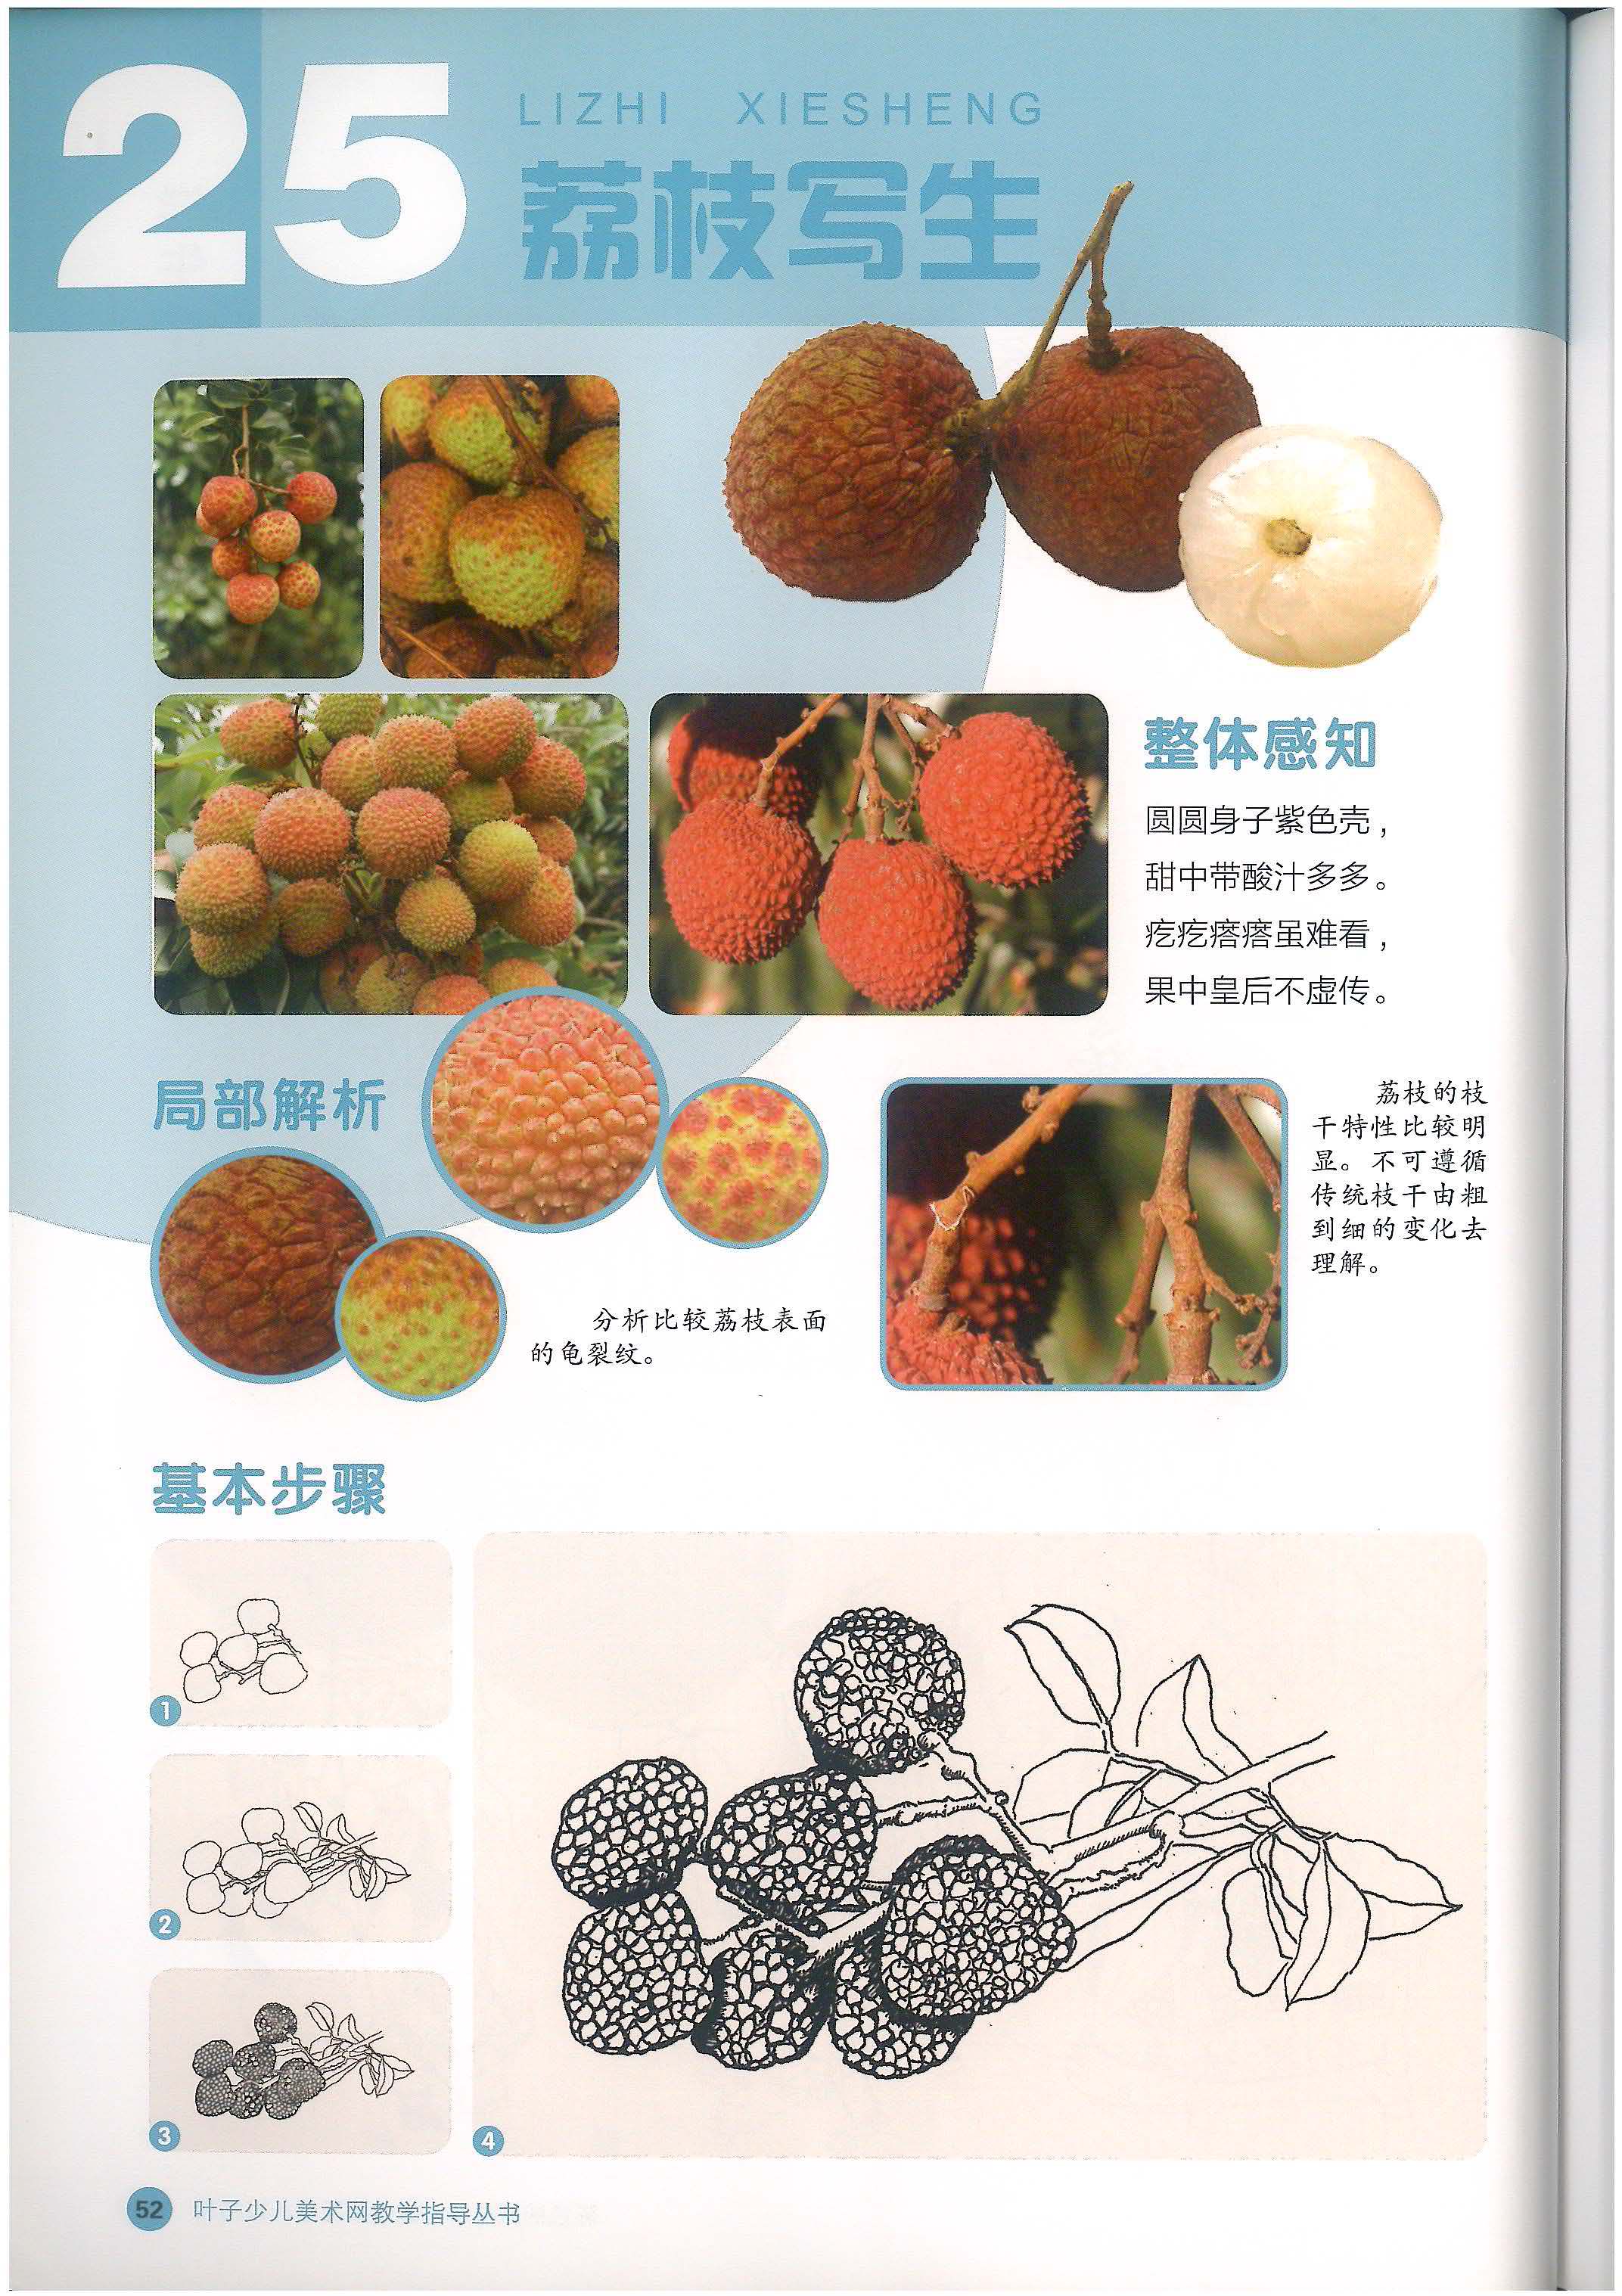 25
LIZHI XIESHENG
荔枝写生
整体感知
圆圆身子紫色壳,
甜中带酸汁多多。
疙疙瘩瘩虽难看,
果中皇后不虚传。
局部解析
分析比较荔枝表面
的龟裂纹。
荔枝的枝
干特性比较明
显。不可遵循
传统枝干由粗
到细的变化去
理解。
基本步骤
1
2
3
4
52 叶子少儿美术网教学指导丛书